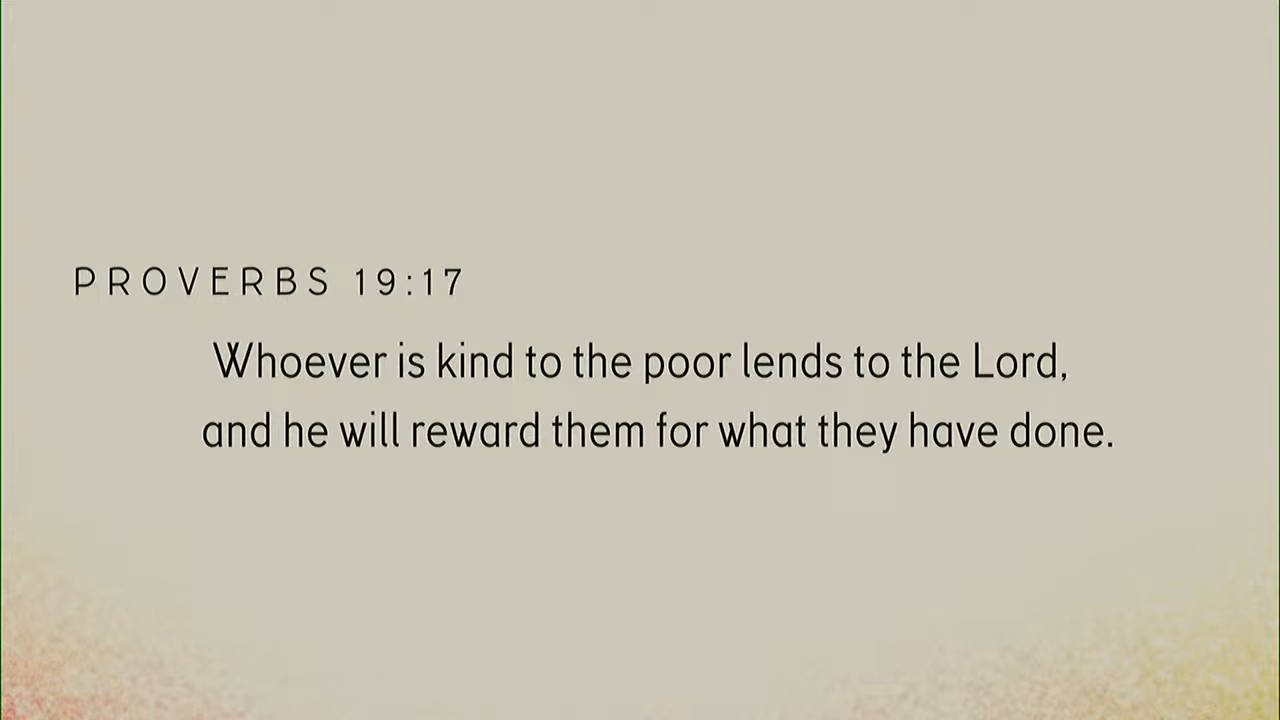 PROVERBS 19:17
Whoever is kind to the poor lends to the Lord,
and he will reward them for what they have done.